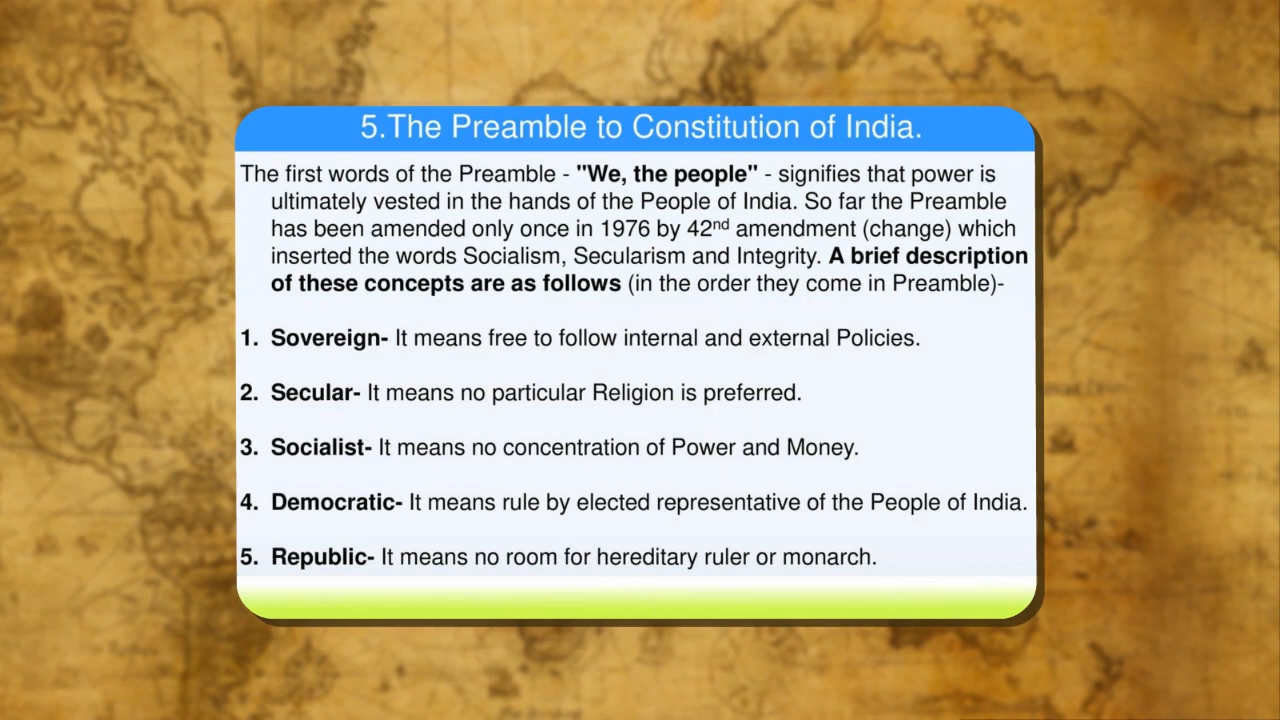 5.The Preamble to Constitution of India.
The first words of the Preamble - "We, the people" - signifies that power is
ultimately vested in the hands of the People of India. So far the Preamble
has been amended only once in 1976 by 42nd amendment (change) which
inserted the words Socialism, Secularism and Integrity. A brief description
of these concepts are as follows (in the order they come in Preamble)-
1. Sovereign- It means free to follow internal and external Policies.
2. Secular- It means no particular Religion is preferred.
3. Socialist- It means no concentration of Power and Money.
4. Democratic- It means rule by elected representative of the People of India.
5. Republic- It means no room for hereditary ruler or monarch.